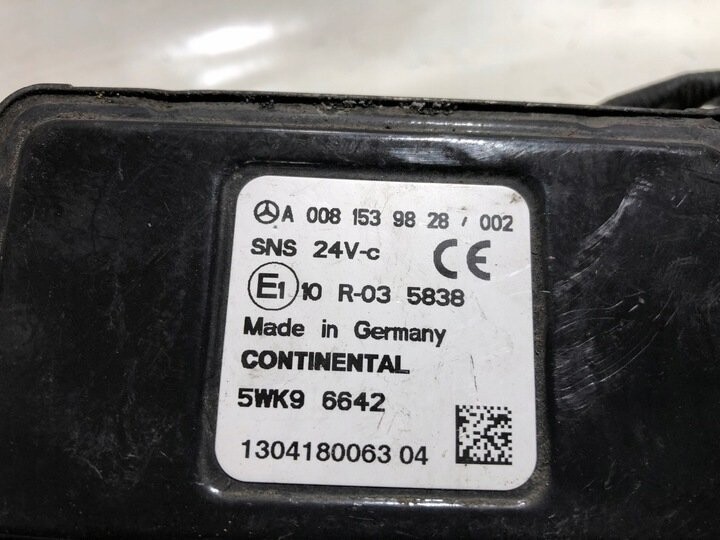 A 008 153 98 28 / 002
SNS 24V-c CE
E1 10 R-03 5838
Made in Germany
CONTINENTAL
5WK9 6642
1304180063 04